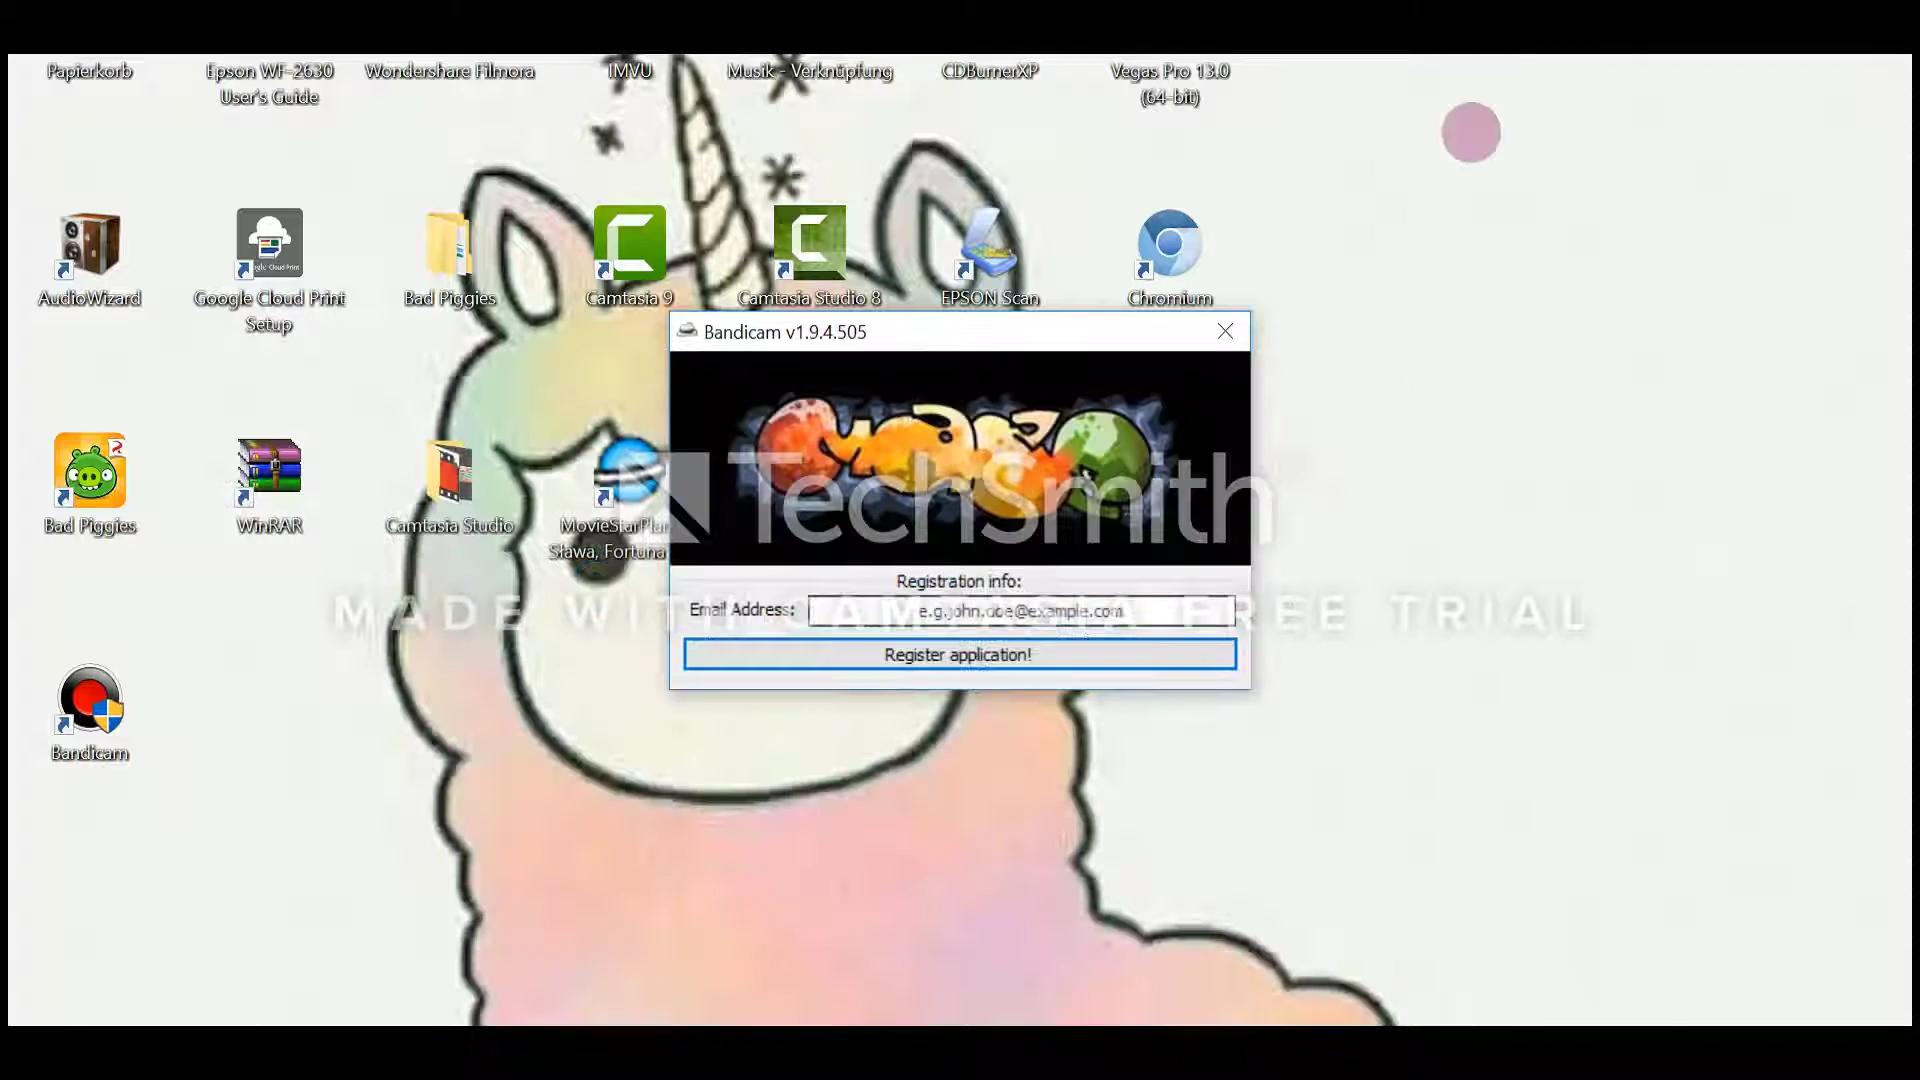 Papierkorb
Epson WF-2630
User's Guide
Wondershare Filmora
IMVU
Musik - Verknüpfung
CDBurnerXP
Vegas Pro 13.0
(64-bit)
AudioWizard
Google Cloud Print
Setup
Bad Piggies
Camtasia 9
Camtasia Studio 8
EPSON Scan
Chromium
Bandicam v1.9.4.505
TechSmith
Bad Piggies
WinRAR
Camtasia Studio
MovieStarPlan
Sława, Fortuna
Registration info:
Email Address:
e.g.john.doe@example.com
MADE WITH CAMTASIA FREE TRIAL
Register application!
Bandicam